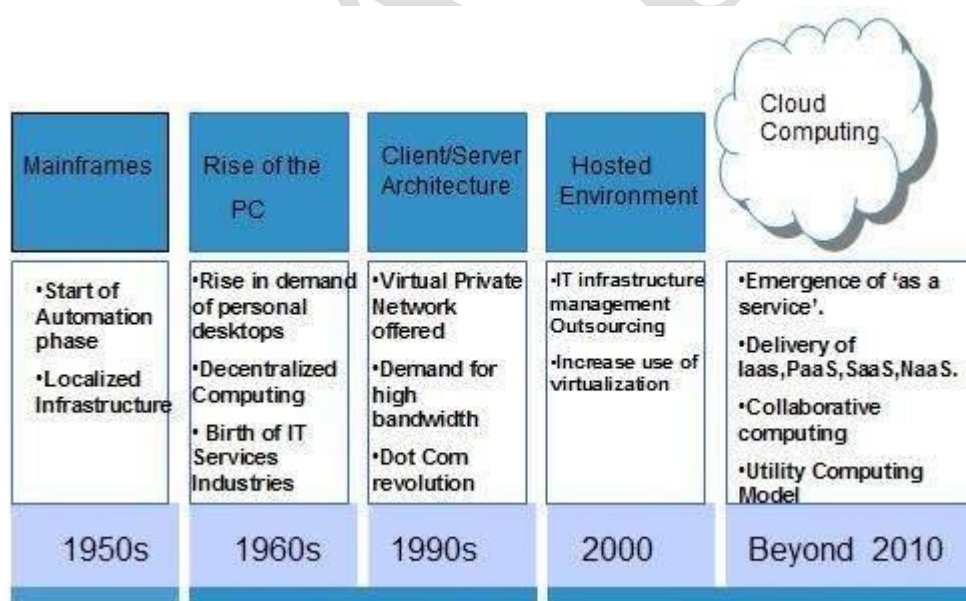 Mainframes
Rise of the
PC
Client/Server
Architecture
Hosted
Environment
Cloud
Computing
•Start of
Automation
phase
•Localized
Infrastructure
•Rise in demand
of personal
desktops
•Decentralized
Computing
• Birth of IT
Services
Industries
•Virtual Private
Network
offered
•Demand for
high
bandwidth
•Dot Com
revolution
•IT infrastructure
management
Outsourcing
•Increase use of
virtualization
•Emergence of ‘as a
service’.
•Delivery of
Iaas,PaaS,SaaS,NaaS.
•Collaborative
computing
•Utility Computing
Model
1950s
1960s
1990s
2000
Beyond 2010